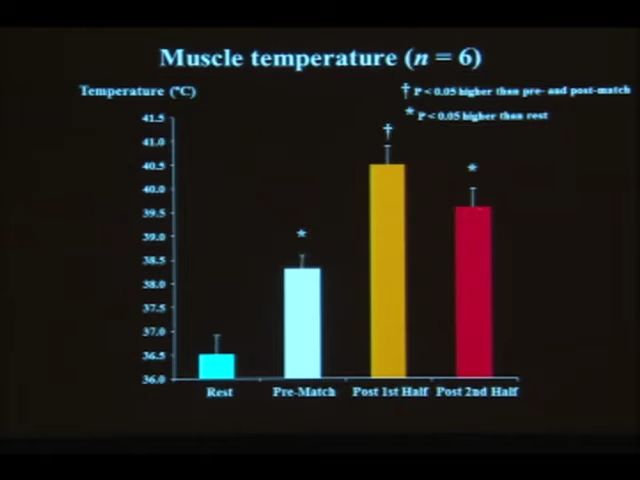 Muscle temperature (n = 6)
Temperature (ºC)
† P < 0.05 higher than pre- and post-match
* P < 0.05 higher than rest
41.5
41.0
40.5
40.0
39.5
39.0
38.5
38.0
37.5
37.0
36.5
36.0
*
†
*
Rest
Pre-Match
Post 1st Half
Post 2nd Half